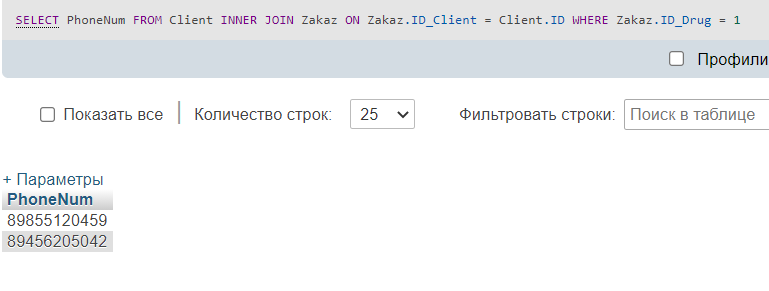 SELECT PhoneNum FROM Client INNER JOIN Zakaz ON Zakaz.ID_Client = Client.ID WHERE Zakaz.ID_Drug = 1
Профили
Показать все Количество строк: 25 Фильтровать строки: Поиск в таблице
+ Параметры
PhoneNum
89855120459
89456205042